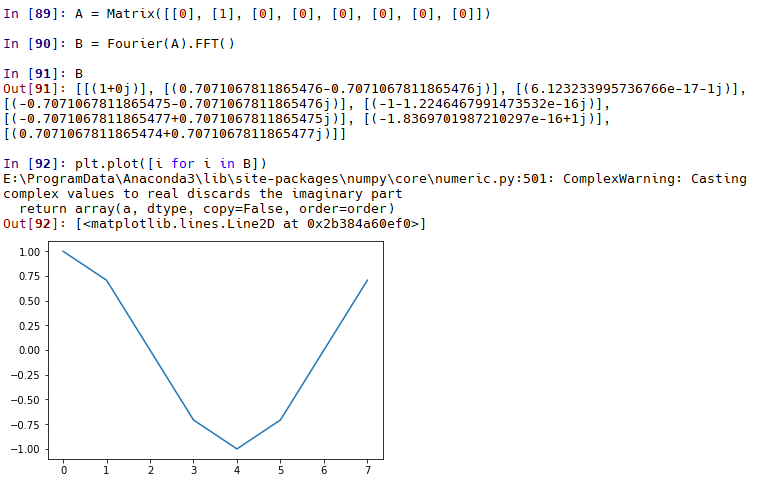 In [89]: A = Matrix([[0], [1], [0], [0], [0], [0], [0], [0]])
In [90]: B = Fourier(A).FFT()
In [91]: B
Out[91]: [[(1+0j)], [(0.7071067811865476-0.7071067811865476j)], [(6.123233995736766e-17-1j)],
[(-0.7071067811865475-0.7071067811865476j)], [(-1-1.2246467991473532e-16j)],
[(-0.7071067811865477+0.7071067811865475j)], [(-1.8369701987210297e-16+1j)],
[(0.7071067811865474+0.7071067811865477j)]]
In [92]: plt.plot([i for i in B])
E:\ProgramData\Anaconda3\lib\site-packages\numpy\core\numeric.py:501: ComplexWarning: Casting
complex values to real discards the imaginary part
return array(a, dtype, copy=False, order=order)
Out[92]: [<matplotlib.lines.Line2D at 0x2b384a60ef0>]
1.00
0.75
0.50
0.25
0.00
−0.25
−0.50
−0.75
−1.00
0 1 2 3 4 5 6 7